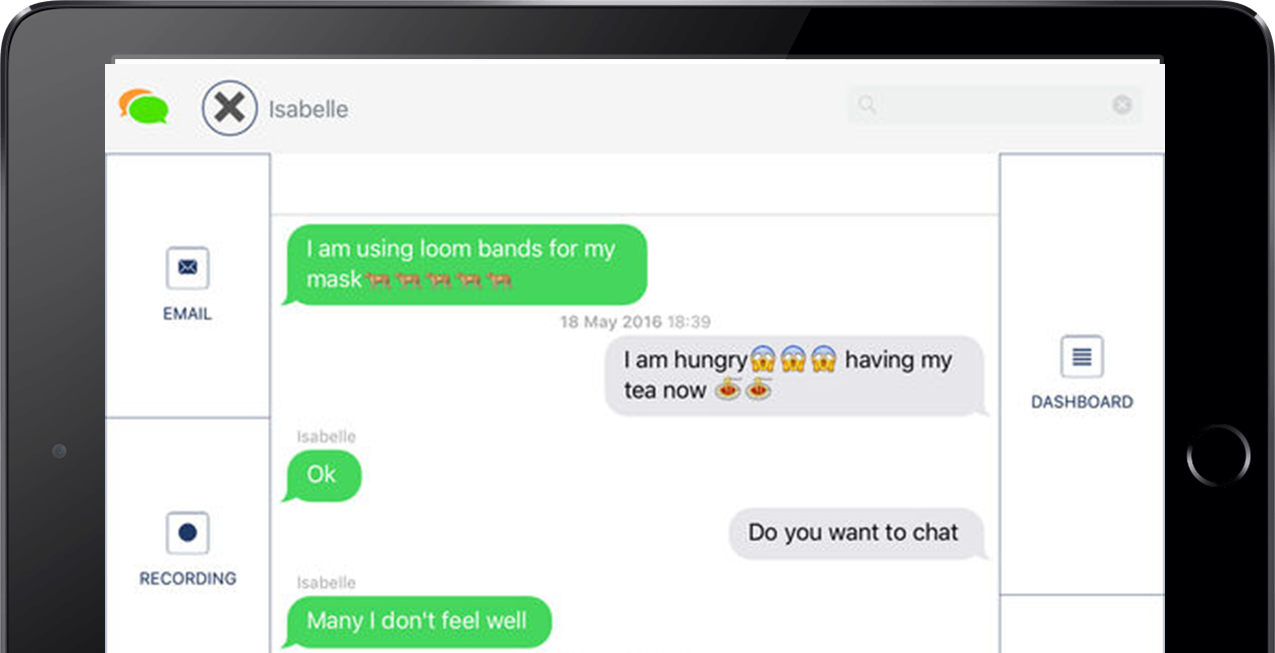 Isabelle
EMAIL
RECORDING
I am using loom bands for my
mask🐅🐅🐅🐅🐅
18 May 2016 18:39
I am hungry😱😱😱 having my
tea now 🍝🍝
Isabelle
Ok
Do you want to chat
Isabelle
Many I don't feel well
DASHBOARD